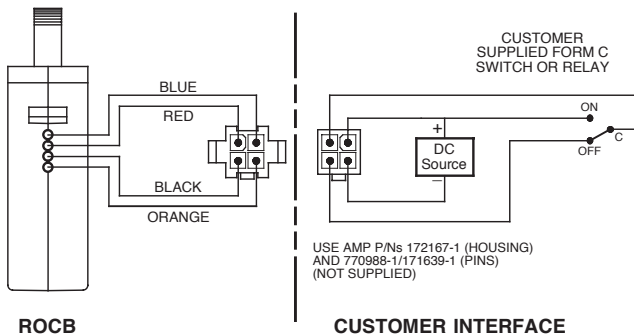 BLUE
RED
BLACK
ORANGE
CUSTOMER
SUPPLIED FORM C
SWITCH OR RELAY
ON
C
OFF
+
DC
Source
–
USE AMP P/Ns 172167-1 (HOUSING)
AND 770988-1/171639-1 (PINS)
(NOT SUPPLIED)
ROCB
CUSTOMER INTERFACE